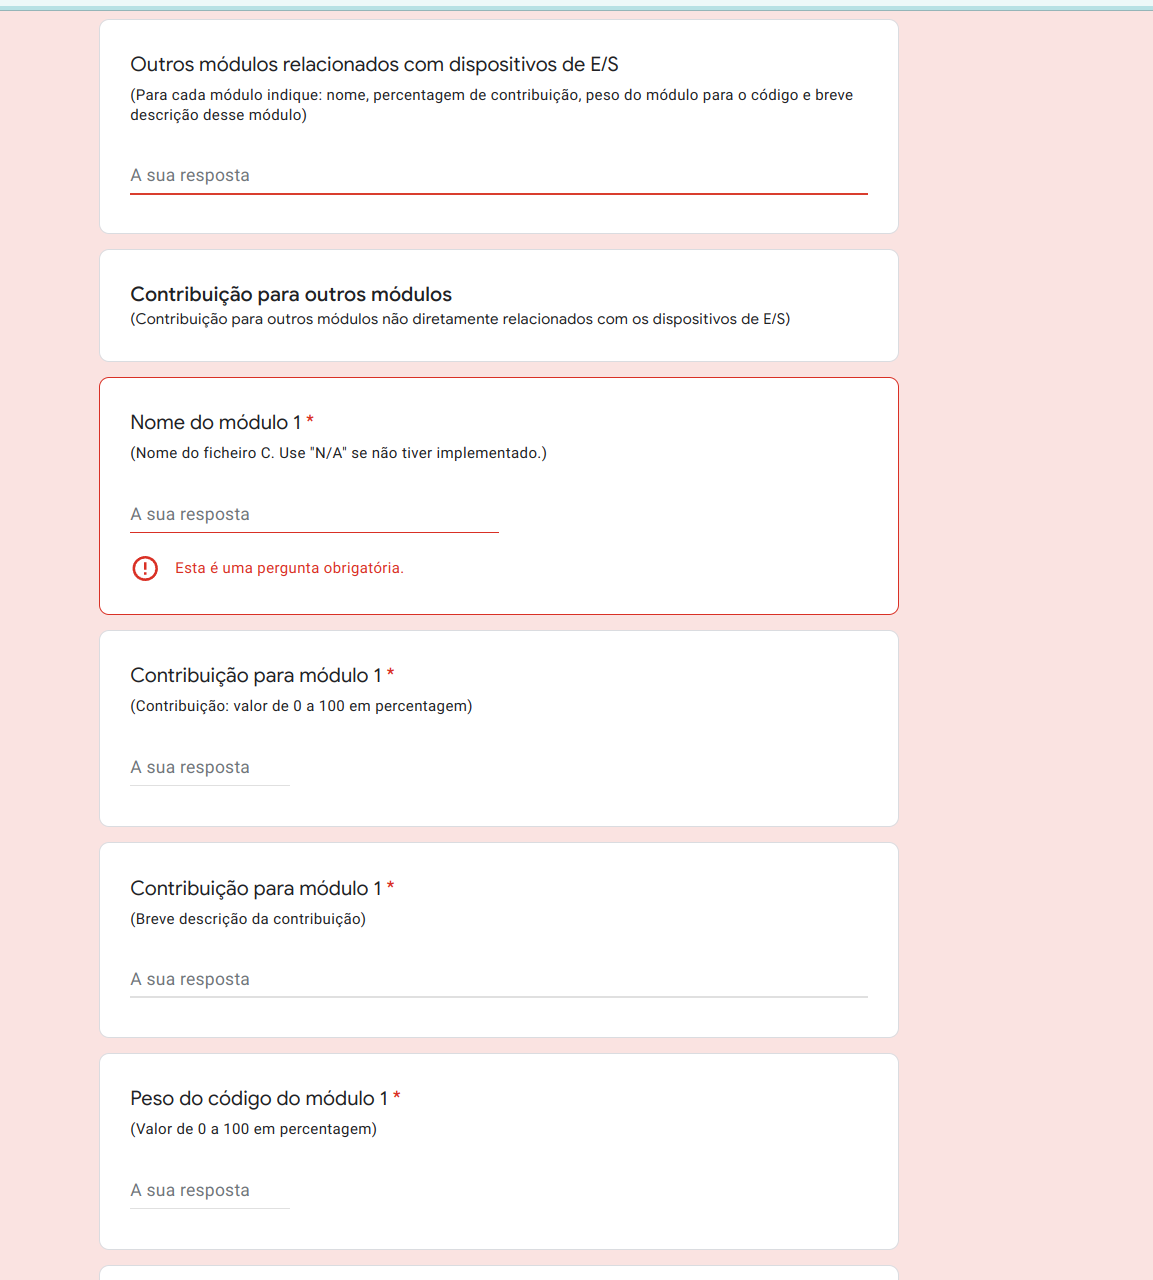 Outros módulos relacionados com dispositivos de E/S
(Para cada módulo indique: nome, percentagem de contribuição, peso do módulo para o código e breve
descrição desse módulo)
A sua resposta
Contribuição para outros módulos
(Contribuição para outros módulos não diretamente relacionados com os dispositivos de E/S)
Nome do módulo 1 *
(Nome do ficheiro C. Use "N/A" se não tiver implementado.)
A sua resposta
Esta é uma pergunta obrigatória.
Contribuição para módulo 1 *
(Contribuição: valor de 0 a 100 em percentagem)
A sua resposta
Contribuição para módulo 1 *
(Breve descrição da contribuição)
A sua resposta
Peso do código do módulo 1 *
(Valor de 0 a 100 em percentagem)
A sua resposta